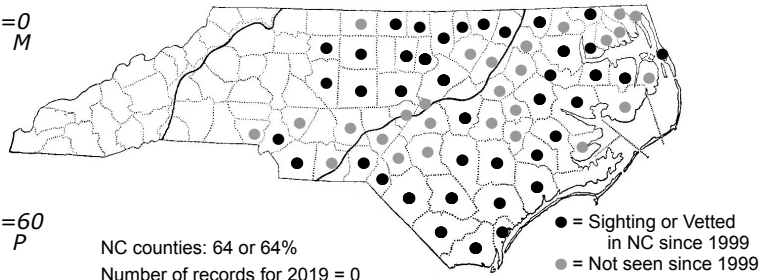 =0
M
=60
P
NC counties: 64 or 64%
Number of records for 2019 = 0
= Sighting or Vetted
in NC since 1999
= Not seen since 1999